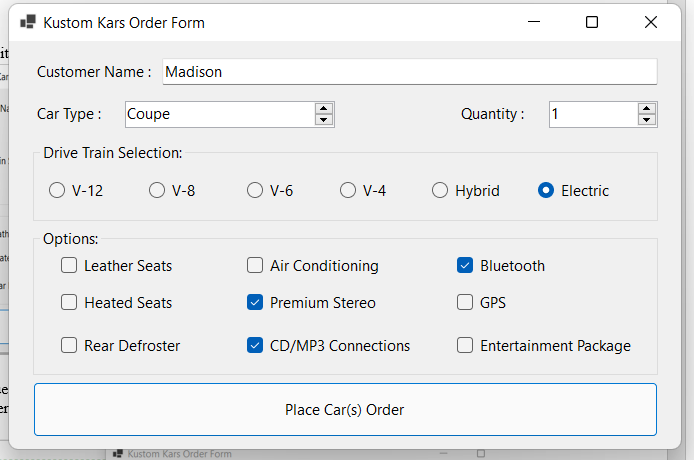 Kustom Kars Order Form
Customer Name : Madison
Car Type : Coupe Quantity : 1
Drive Train Selection:
V-12 V-8 V-6 V-4 Hybrid Electric
Options:
Leather Seats Air Conditioning Bluetooth
Heated Seats Premium Stereo GPS
Rear Defroster CD/MP3 Connections Entertainment Package
Place Car(s) Order
Kustom Kars Order Form